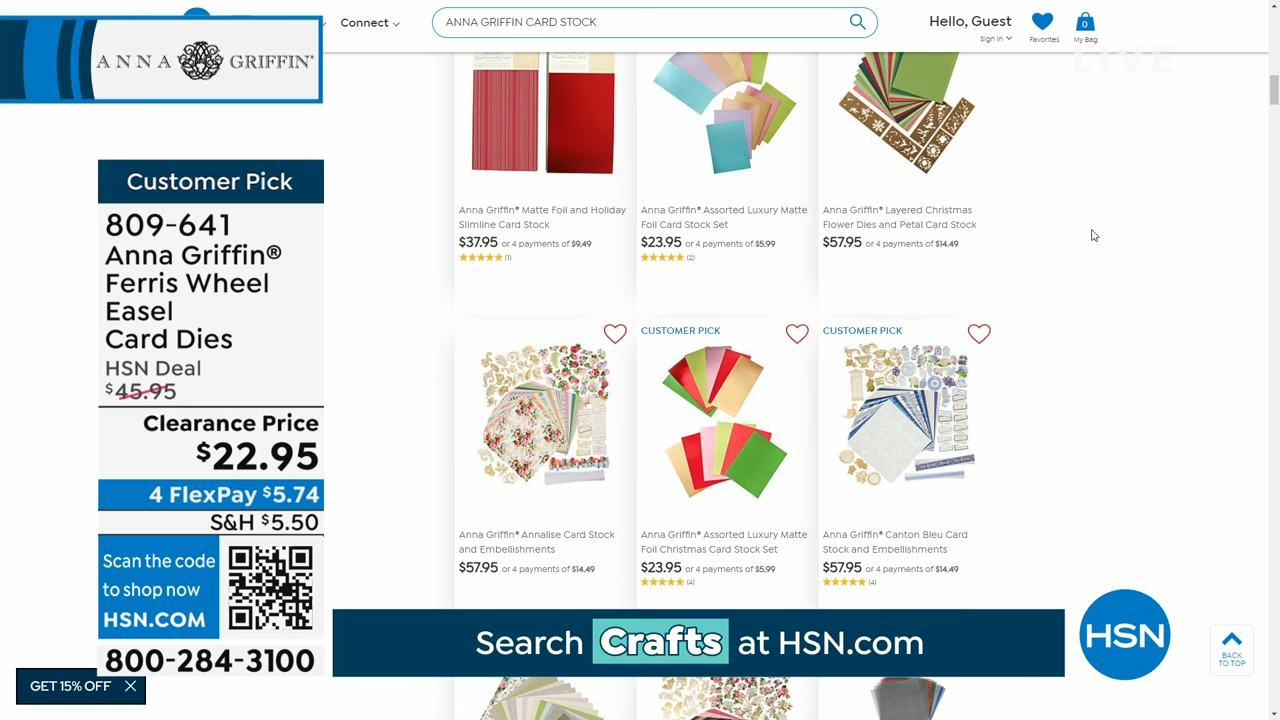 Connect
ANNA GRIFFIN CARD STOCK
Hello, Guest
Sign In
Favorites
0
My Bag
LIVE
ANNA GRIFFIN®
Customer Pick
809-641
Anna Griffin®
Ferris Wheel
Easel
Card Dies
HSN Deal
$45.95
Clearance Price
$22.95
4 FlexPay $5.74
S&H $5.50
Scan the code
to shop now
HSN.COM
800-284-3100
GET 15% OFF
Anna Griffin® Matte Foil and Holiday
Slimline Card Stock
$37.95 or 4 payments of $9.49
(1)
Anna Griffin® Assorted Luxury Matte
Foil Card Stock Set
$23.95 or 4 payments of $5.99
(2)
Anna Griffin® Layered Christmas
Flower Dies and Petal Card Stock
$57.95 or 4 payments of $14.49
Anna Griffin® Annalise Card Stock
and Embellishments
$57.95 or 4 payments of $14.49
CUSTOMER PICK
Anna Griffin® Assorted Luxury Matte
Foil Christmas Card Stock Set
$23.95 or 4 payments of $5.99
(4)
CUSTOMER PICK
Anna Griffin® Canton Bleu Card
Stock and Embellishments
$57.95 or 4 payments of $14.49
(4)
Search Crafts at HSN.com
HSN
BACK
TO TOP